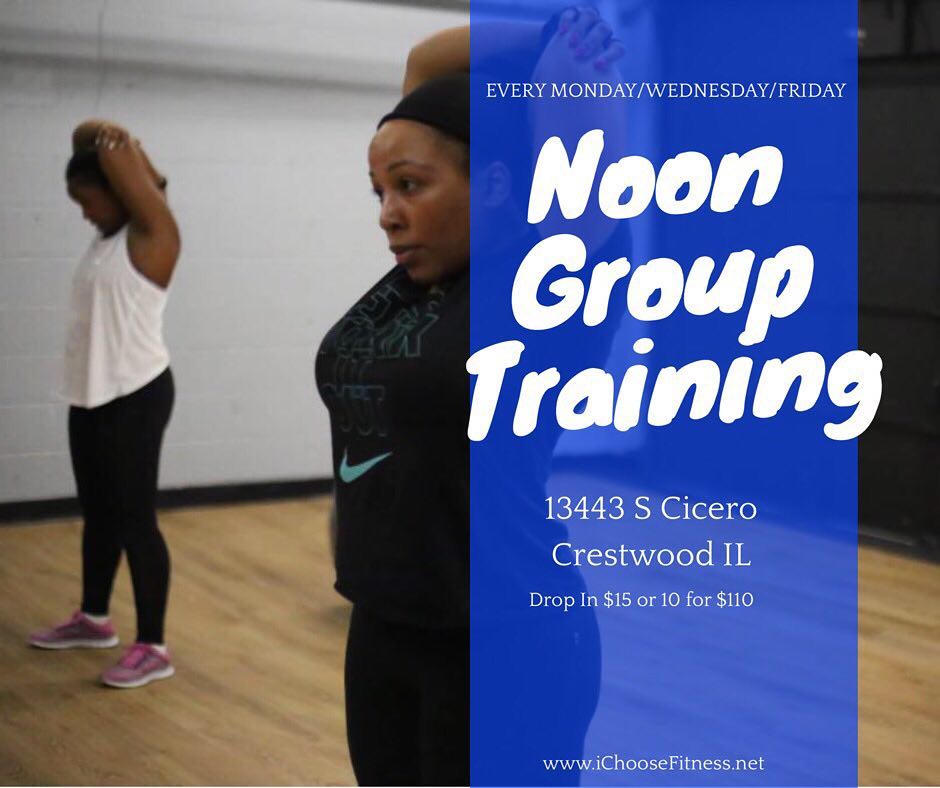 EVERY MONDAY/WEDNESDAY/FRIDAY
Noon
Group
Training
13443 S Cicero
Crestwood IL
Drop In $15 or 10 for $110
www.iChooseFitness.net